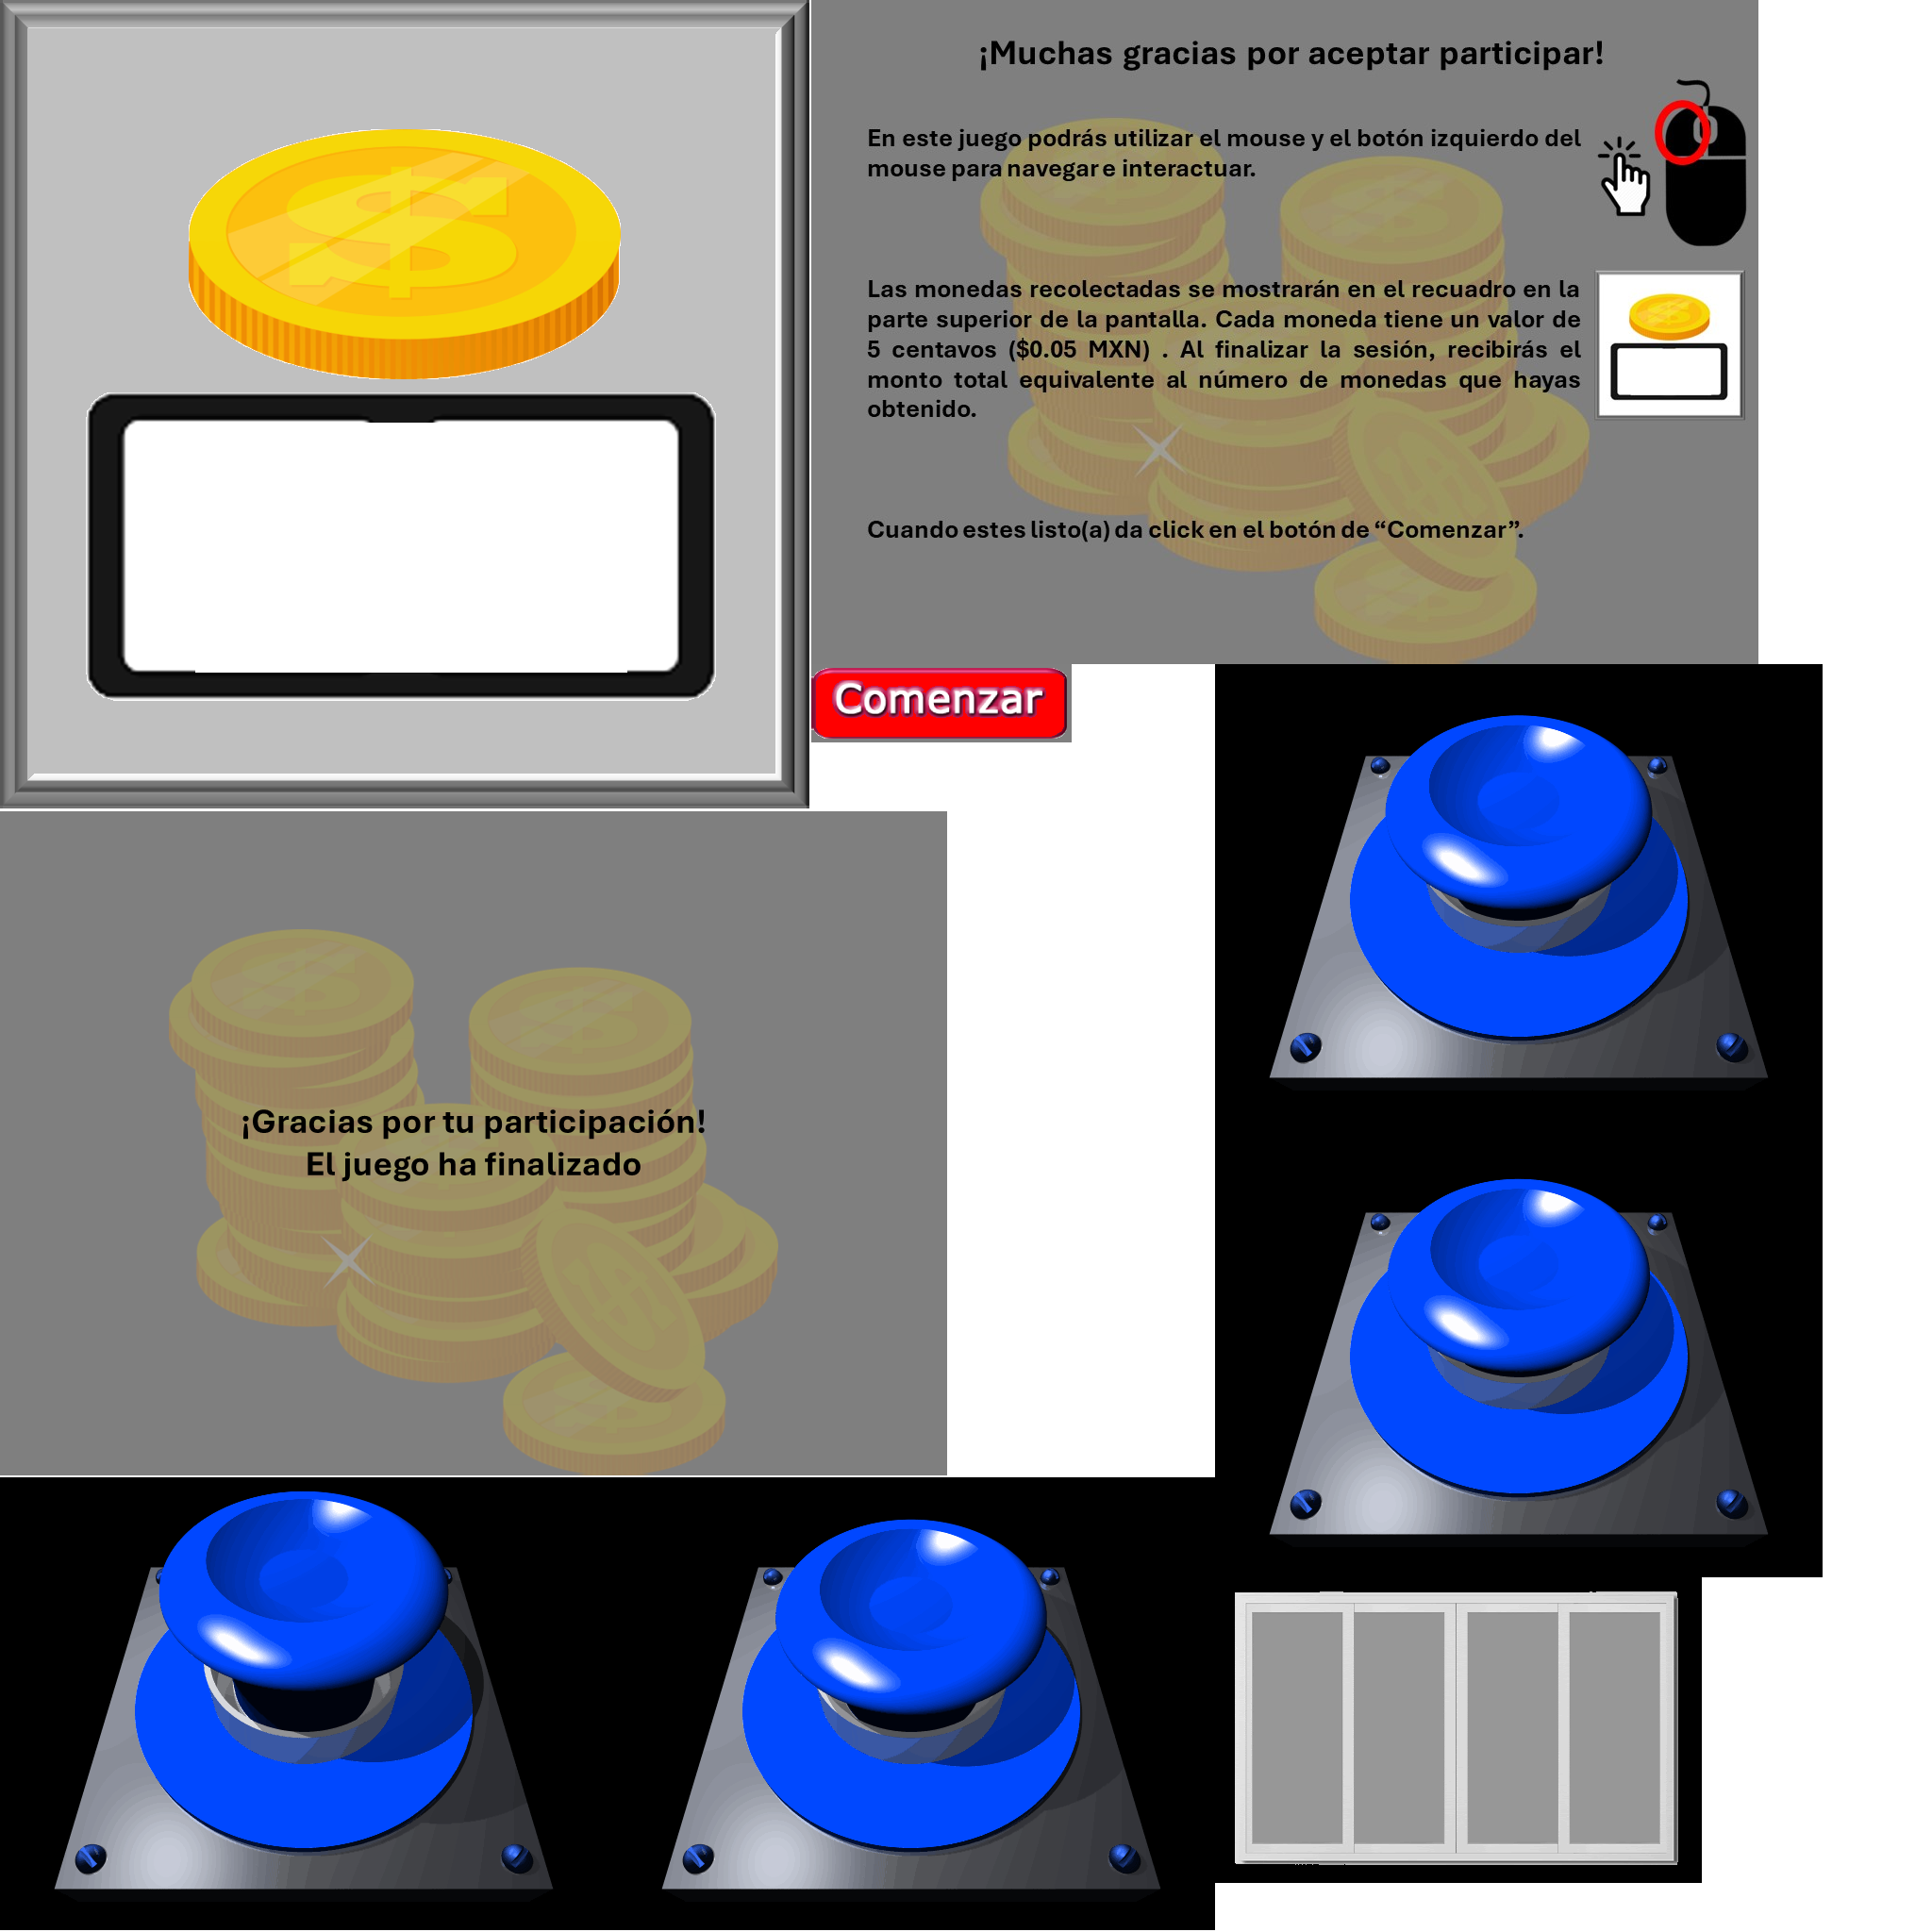 ¡Muchas gracias por aceptar participar!
En este juego podrás utilizar el mouse y el botón izquierdo del
mouse para navegar e interactuar.
Las monedas recolectadas se mostrarán en el recuadro en la
parte superior de la pantalla. Cada moneda tiene un valor de
5 centavos ($0.05 MXN) . Al finalizar la sesión, recibirás el
monto total equivalente al número de monedas que hayas
obtenido.
Cuando estes listo(a) da click en el botón de “Comenzar”.
Comenzar
¡Gracias por tu participación!
El juego ha finalizado